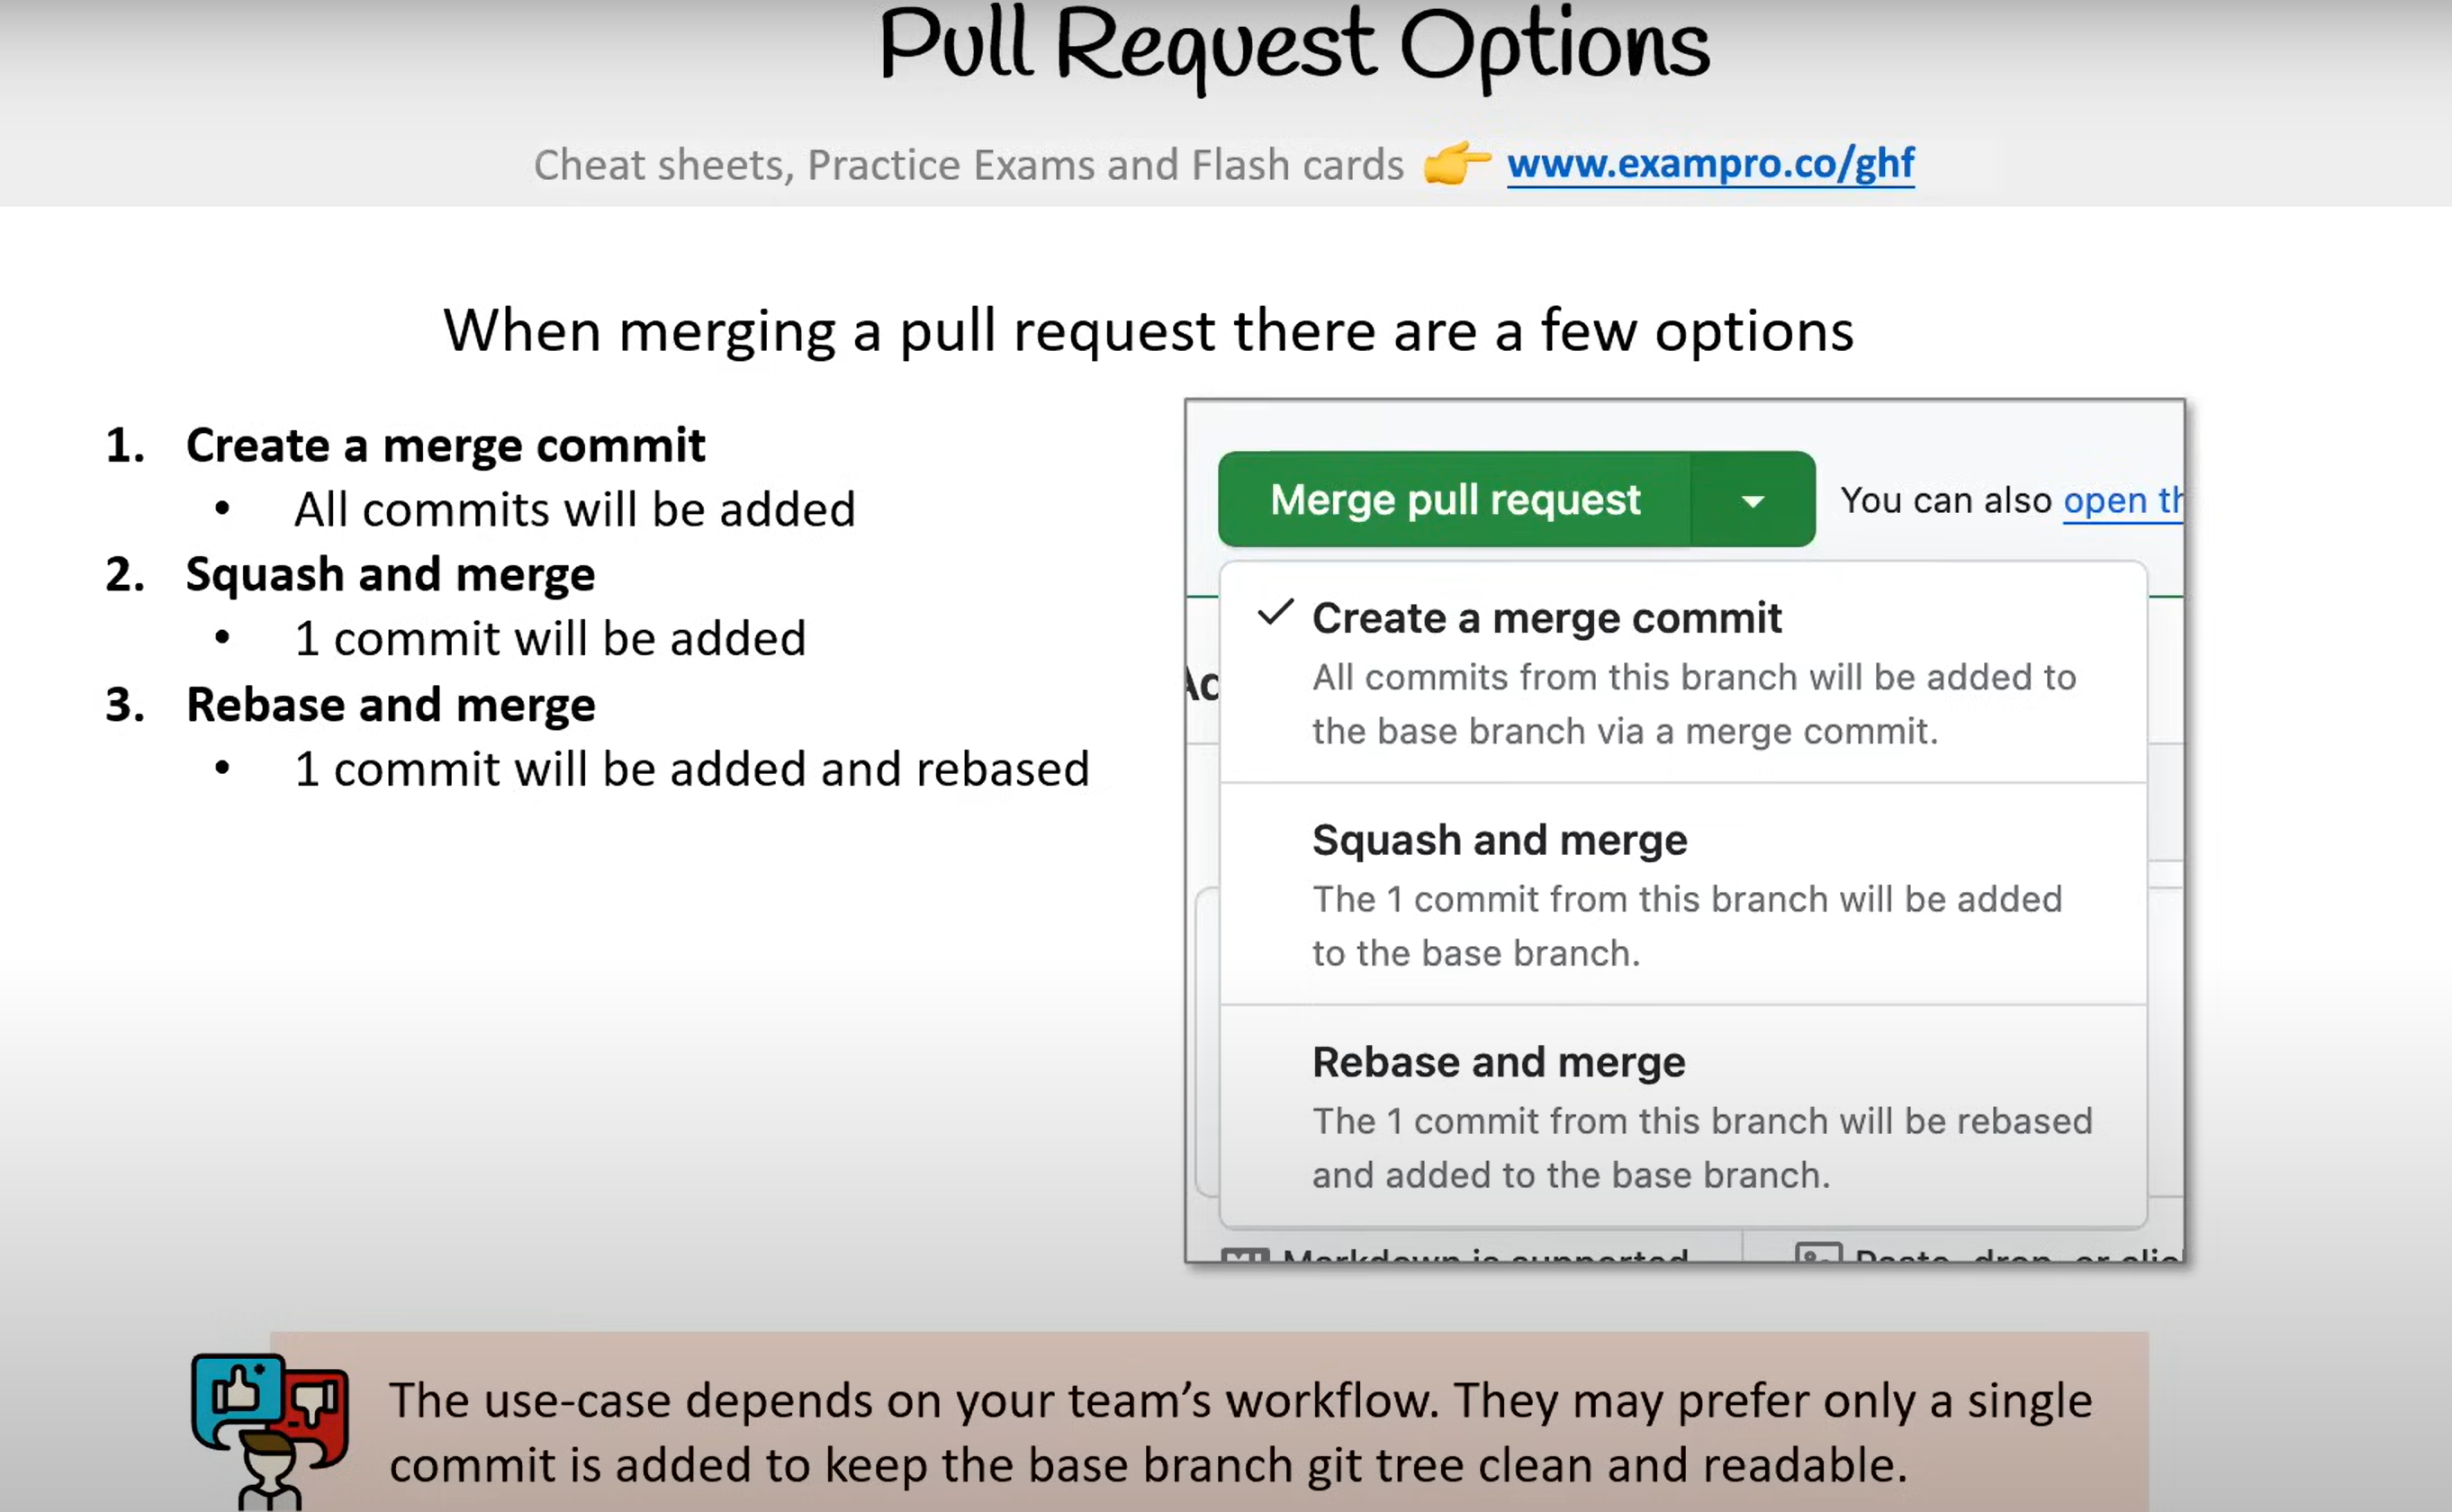 Pull Request Options
Cheat sheets, Practice Exams and Flash cards 👉 www.exampro.co/ghf
When merging a pull request there are a few options
1. Create a merge commit
• All commits will be added
2. Squash and merge
• 1 commit will be added
3. Rebase and merge
• 1 commit will be added and rebased
Merge pull request
You can also open th
Create a merge commit
All commits from this branch will be added to
the base branch via a merge commit.
Squash and merge
The 1 commit from this branch will be added
to the base branch.
Rebase and merge
The 1 commit from this branch will be rebased
and added to the base branch.
Markdown is supported
Paste, drop, or clic
The use-case depends on your team’s workflow. They may prefer only a single
commit is added to keep the base branch git tree clean and readable.